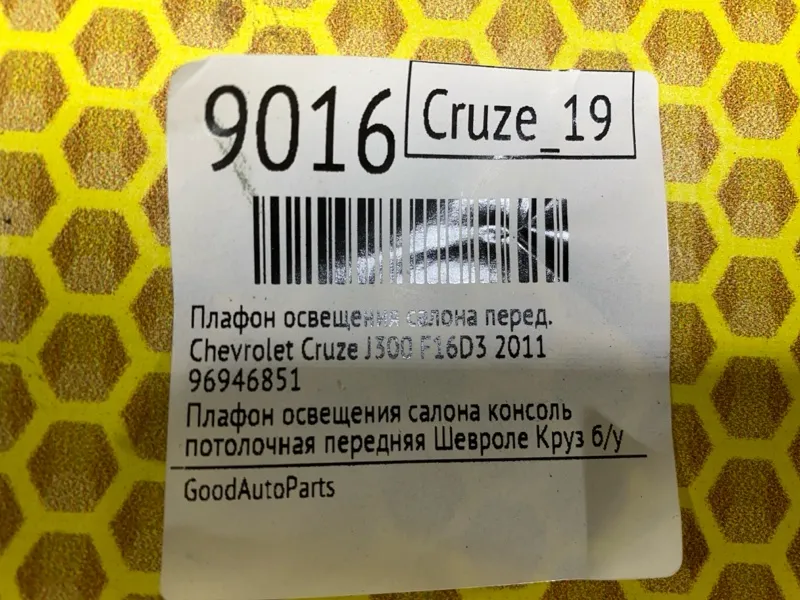 9016
Cruze_19
Плафон освещения салона перед.
Chevrolet Cruze J300 F16D3 2011
96946851
Плафон освещения салона консоль
потолочная передняя Шевроле Круз б/у
GoodAutoParts